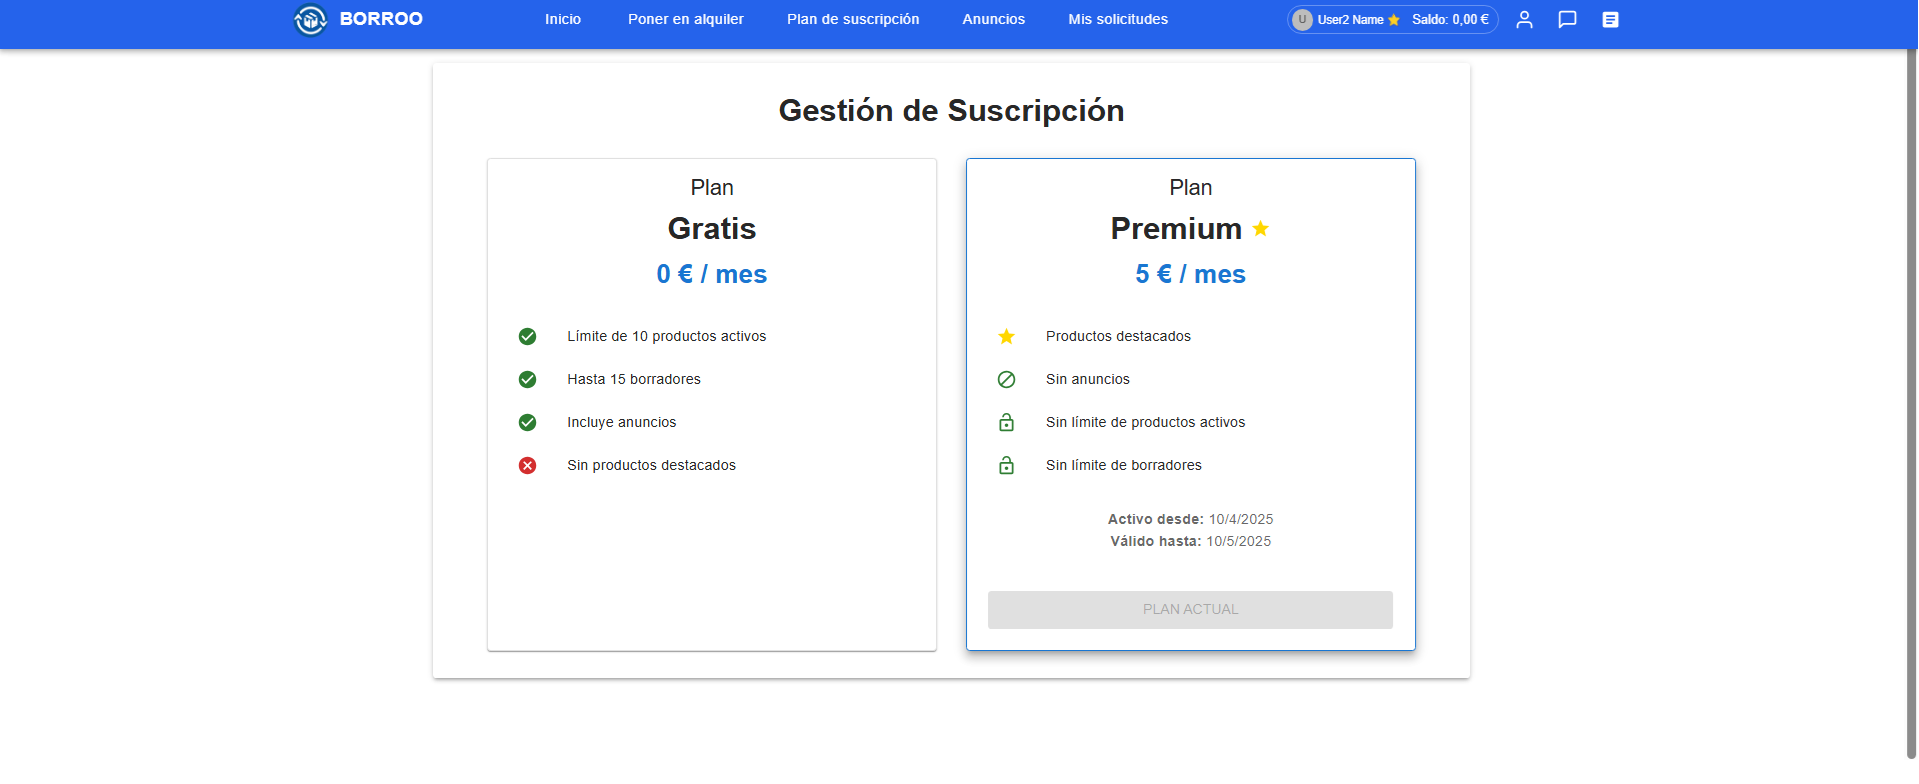 BORROO
Inicio
Poner en alquiler
Plan de suscripción
Anuncios
Mis solicitudes
U
User2 Name
Saldo: 0,00 €
Gestión de Suscripción
Plan
Gratis
0 € / mes
Límite de 10 productos activos
Hasta 15 borradores
Incluye anuncios
Sin productos destacados
Plan
Premium
5 € / mes
Productos destacados
Sin anuncios
Sin límite de productos activos
Sin límite de borradores
Activo desde: 10/4/2025
Válido hasta: 10/5/2025
PLAN ACTUAL